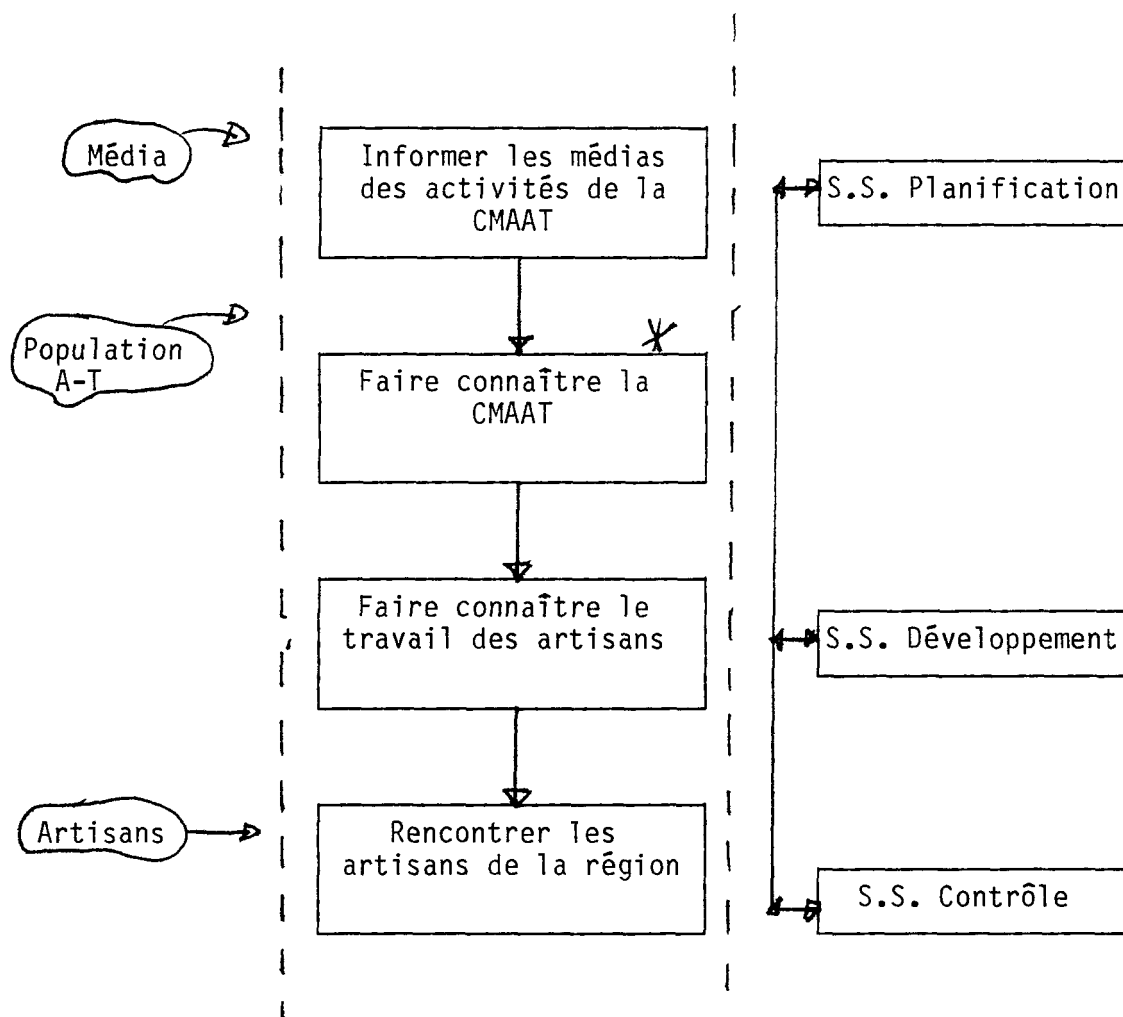 Média
Informer les médias
des activités de la
CMAAT
S.S. Planification
Population
A-T
Faire connaître la
CMAAT
Faire connaître le
travail des artisans
S.S. Développement
Artisans
Rencontrer les
artisans de la région
S.S. Contrôle